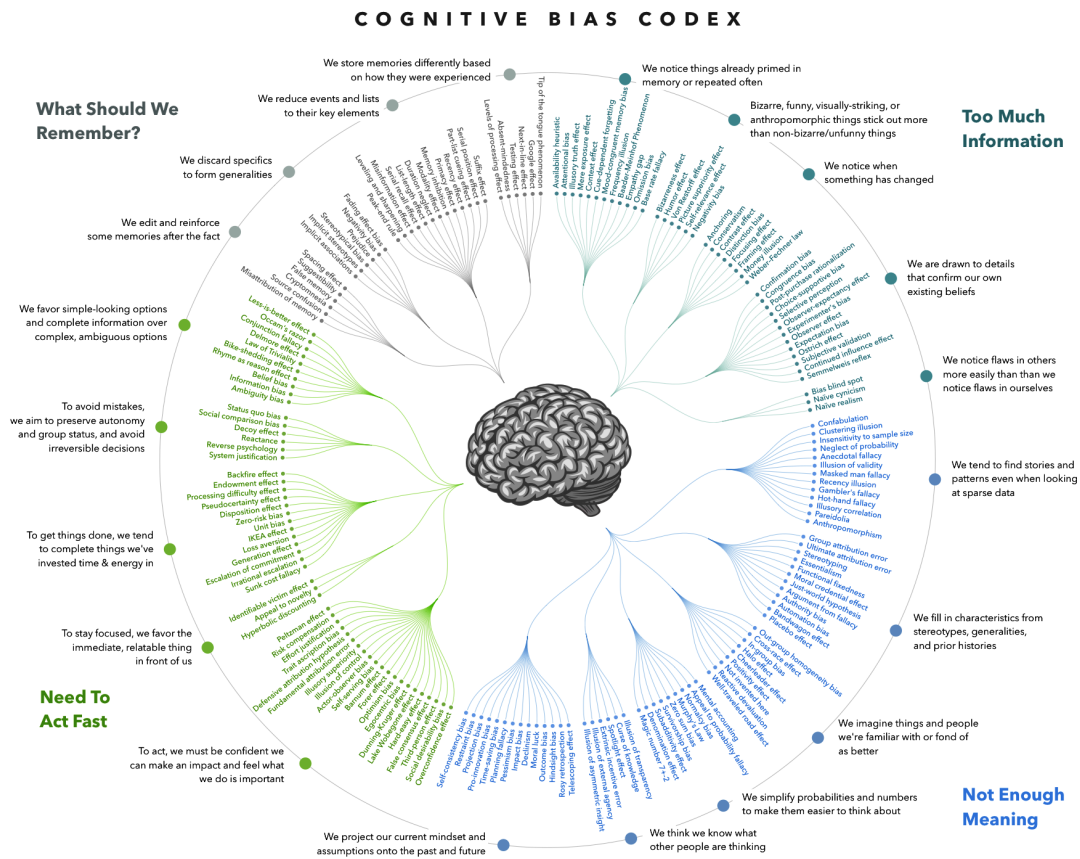 COGNITIVE BIAS CODEX
What Should We
Remember?
We store memories differently based
on how they were experienced
We reduce events and lists
to their key elements
We discard specifics
to form generalities
We edit and reinforce
some memories after the fact
Too Much
Information
We notice things already primed in
memory or repeated often
Bizarre, funny, visually-striking, or
anthropomorphic things stick out more
than non-bizarre/unfunny things
We notice when
something has changed
We are drawn to details
that confirm our own
existing beliefs
We notice flaws in others
more easily than than we
notice flaws in ourselves
Not Enough
Meaning
We tend to find stories and
patterns even when looking
at sparse data
We fill in characteristics from
stereotypes, generalities,
and prior histories
We imagine things and people
we're familiar with or fond of
as better
We simplify probabilities and numbers
to make them easier to think about
We think we know what
other people are thinking
We project our current mindset and
assumptions onto the past and future
Need To
Act Fast
To act, we must be confident we
can make an impact and feel what
we do is important
To stay focused, we favor the
immediate, relatable thing
in front of us
To get things done, we tend
to complete things we've
invested time & energy in
To avoid mistakes,
we aim to preserve autonomy
and group status, and avoid
irreversible decisions
We favor simple-looking options
and complete information over
complex, ambiguous options
Availability heuristic
Attentional bias
Illusory truth effect
Mere exposure effect
Context effect
Cue-dependent forgetting
Mood-congruent memory bias
Frequency illusion
Baader-Meinhof Phenomenon
Empathy gap
Omission bias
Base rate fallacy
Bizarreness effect
Humor effect
Von Restorff effect
Picture superiority effect
Self-relevance effect
Negativity bias
Anchoring
Conservatism
Contrast effect
Distinction bias
Focusing effect
Framing effect
Money illusion
Weber-Fechner law
Confirmation bias
Congruence bias
Post-purchase rationalization
Choice-supportive bias
Selective perception
Observer-expectancy effect
Experimenter's bias
Observer effect
Expectation bias
Ostrich effect
Subjective validation
Continued influence effect
Semmelweis reflex
Bias blind spot
Naïve cynicism
Naïve realism
Confabulation
Clustering illusion
Insensitivity to sample size
Neglect of probability
Anecdotal fallacy
Illusion of validity
Masked man fallacy
Recency illusion
Gambler's fallacy
Hot-hand fallacy
Illusory correlation
Pareidolia
Anthropomorphism
Group attribution error
Ultimate attribution error
Stereotyping
Essentialism
Functional fixedness
Moral credential effect
Just-world hypothesis
Argument from fallacy
Authority bias
Automation bias
Bandwagon effect
Placebo effect
Out-group homogeneity bias
Cross-race effect
In-group bias
Halo effect
Cheerleader effect
Positivity effect
Not invented here
Reactive devaluation
Well-traveled road effect
Mental accounting
Appeal to probability fallacy
Normalcy bias
Murphy's Law
Zero sum bias
Survivorship bias
Subadditivity effect
Denomination effect
Magic number 7+-2
Illusion of transparency
Curse of knowledge
Spotlight effect
Extrinsic incentive error
Illusion of external agency
Illusion of asymmetric insight
Telescoping effect
Rosy retrospection
Hindsight bias
Outcome bias
Moral luck
Declinism
Impact bias
Pessimism bias
Planning fallacy
Time-saving bias
Pro-innovation bias
Projection bias
Restraint bias
Self-consistency bias
Overconfidence effect
Social desirability bias
Third-person effect
False consensus effect
Hard-easy effect
Lake Wobegone effect
Dunning-Kruger effect
Egocentric bias
Optimism bias
Forer effect
Barnum effect
Self-serving bias
Actor-observer bias
Illusion of control
Illusory superiority
Fundamental attribution error
Defensive attribution hypothesis
Trait ascription bias
Effort justification
Risk compensation
Peltzman effect
Hyperbolic discounting
Appeal to novelty
Identifiable victim effect
Sunk cost fallacy
Irrational escalation
Escalation of commitment
Generation effect
Loss aversion
IKEA effect
Unit bias
Zero-risk bias
Disposition effect
Pseudocertainty effect
Processing difficulty effect
Endowment effect
Backfire effect
System justification
Reverse psychology
Reactance
Decoy effect
Social comparison bias
Status quo bias
Ambiguity bias
Information bias
Belief bias
Rhyme as reason effect
Bike-shedding effect
Law of Triviality
Delmore effect
Conjunction fallacy
Occam's razor
Less-is-better effect
Misattribution of memory
Source confusion
Cryptomnesia
False memory
Suggestibility
Spacing effect
Implicit associations
Implicit stereotypes
Stereotypical bias
Prejudice
Negativity bias
Fading affect bias
Peak-end rule
Leveling and sharpening
Misinformation effect
Serial recall effect
List-length effect
Duration neglect
Modality effect
Memory inhibition
Primacy effect
Recency effect
Part-list cueing effect
Serial position effect
Suffix effect
Levels of processing effect
Absent-mindedness
Testing effect
Next-in-line effect
Google effect
Tip of the tongue phenomenon